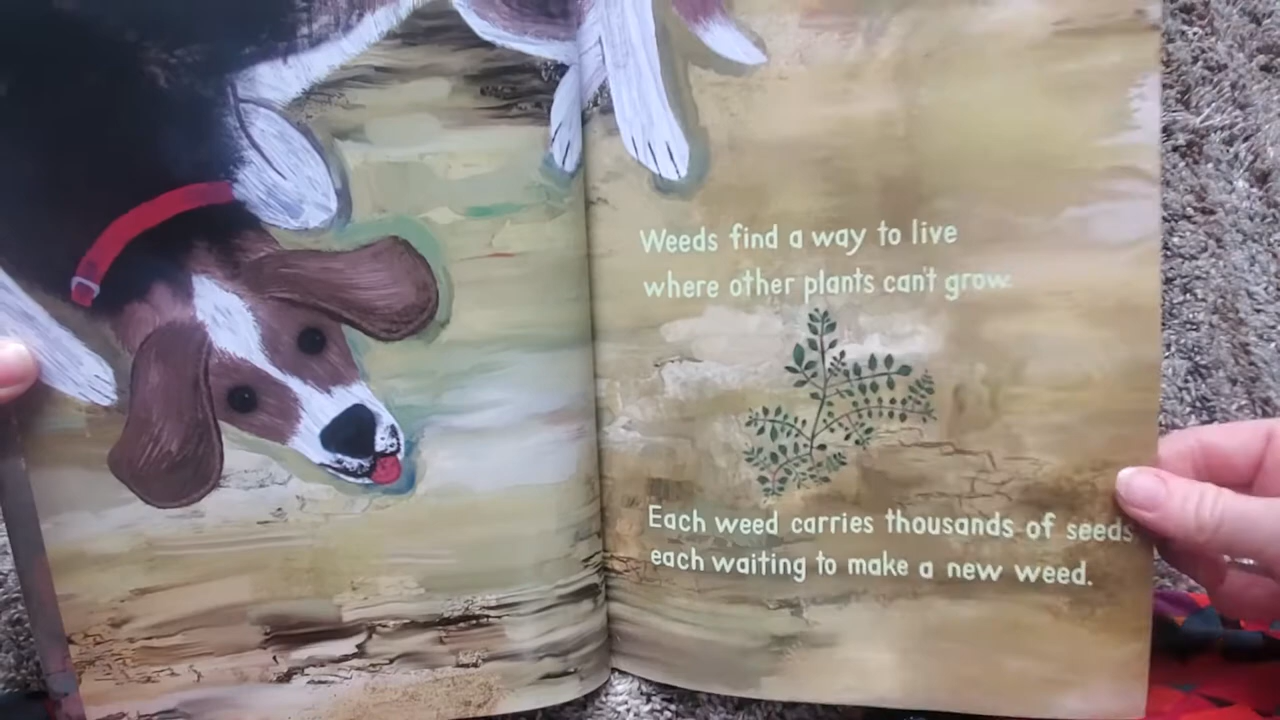 Weeds find a way to live
where other plants can't grow.
Each weed carries thousands of seeds
each waiting to make a new weed.